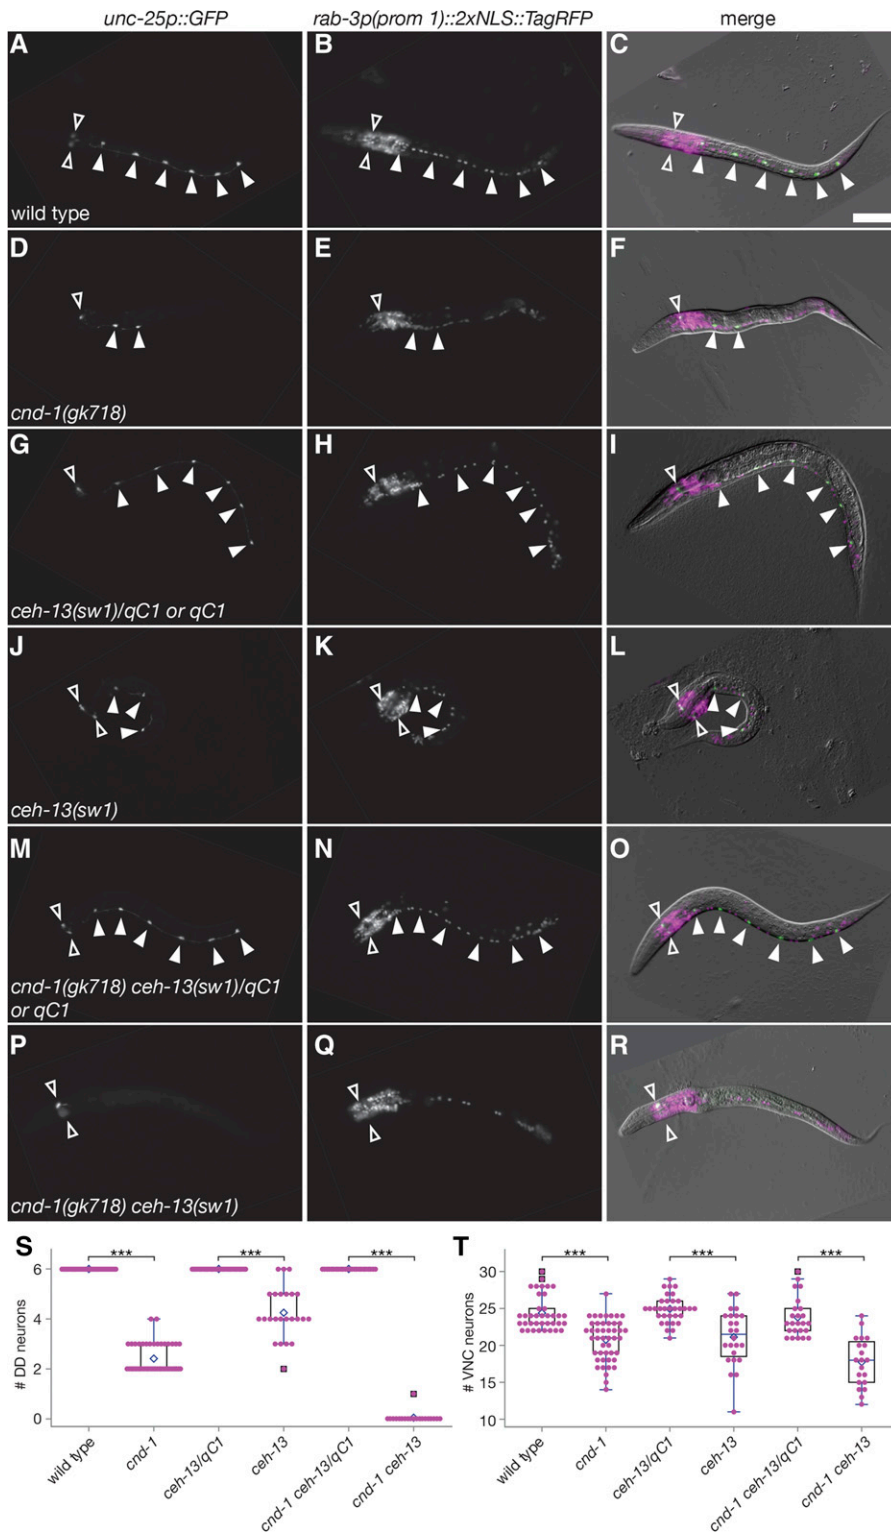 unc-25p::GFP rab-3p(prom 1)::2xNLS::TagRFP merge
A B C
wild type
D E F
cnd-1(gk718)
G H I
ceh-13(sw1)/qC1 or qC1
J K L
ceh-13(sw1)
M N O
cnd-1(gk718) ceh-13(sw1)/qC1
or qC1
P Q R
cnd-1(gk718) ceh-13(sw1)
S
*** *** ***
# DD neurons
6
4
2
0
wild type
cnd-1
ceh-13/qC1
ceh-13
cnd-1 ceh-13/qC1
cnd-1 ceh-13
T
*** *** ***
# VNC neurons
30
25
20
15
10
wild type
cnd-1
ceh-13/qC1
ceh-13
cnd-1 ceh-13/qC1
cnd-1 ceh-13